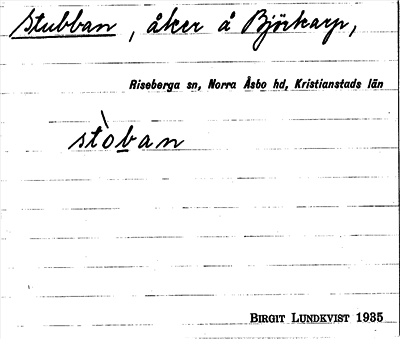 Stubban, åker å Björkarp,
Riseberga sn, Norra Åsbo hd, Kristianstads län
stòban
BIRGIT LUNDKVIST 1935